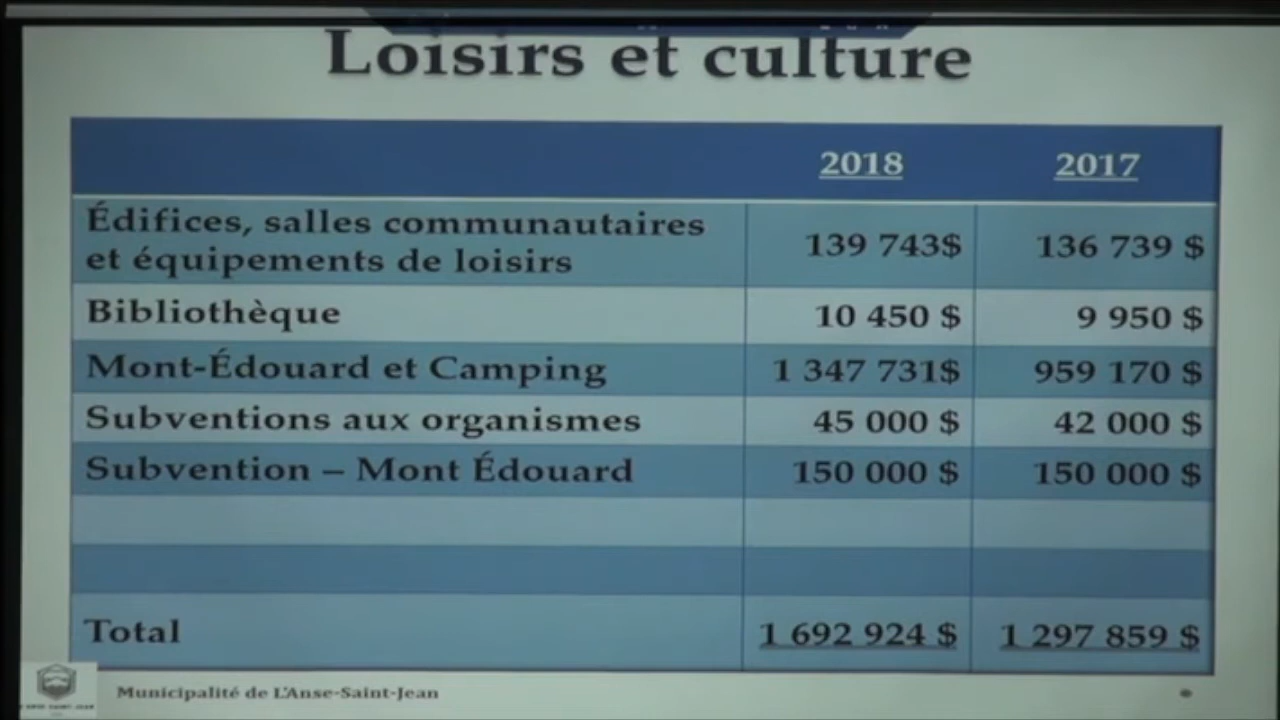 Loisirs et culture
2018 2017
Édifices, salles communautaires
et équipements de loisirs 139 743$ 136 739 $
Bibliothèque 10 450 $ 9 950 $
Mont-Édouard et Camping 1 347 731$ 959 170 $
Subventions aux organismes 45 000 $ 42 000 $
Subvention – Mont Édouard 150 000 $ 150 000 $
Total 1 692 924 $ 1 297 859 $
Municipalité de L'Anse-Saint-Jean